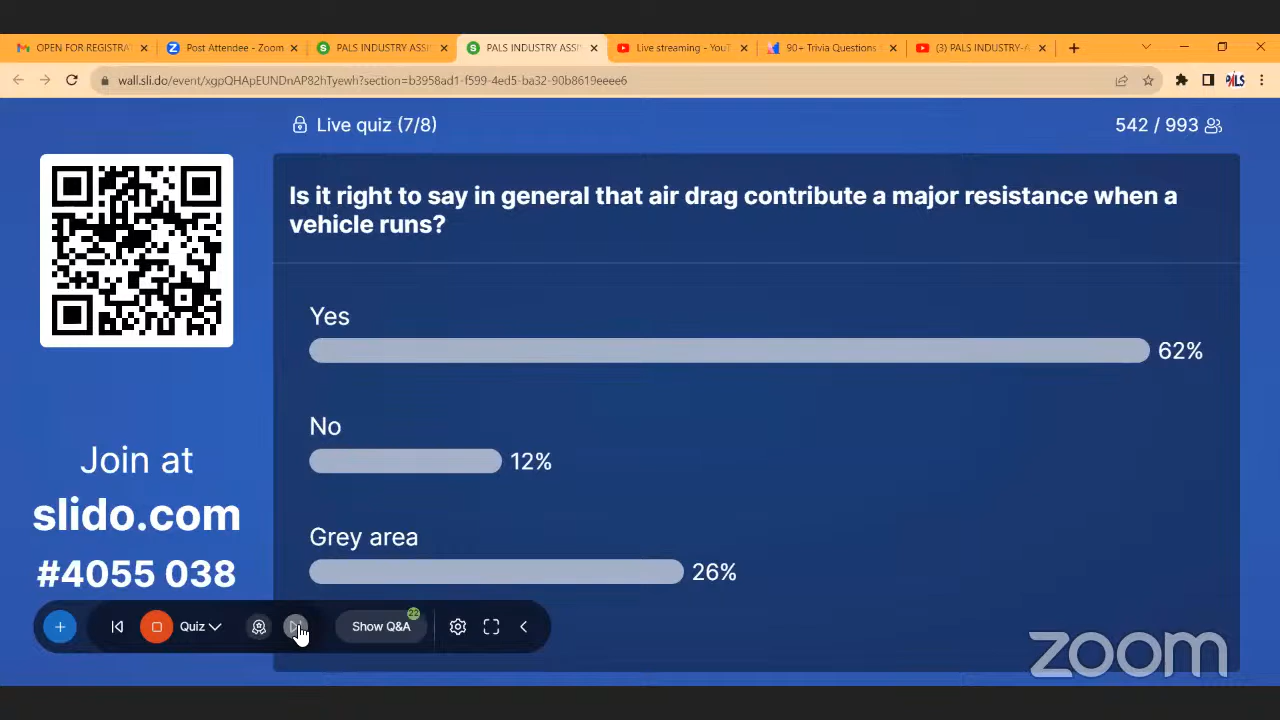 OPEN FOR REGISTRA
Post Attendee - Zoom
PALS INDUSTRY ASSI
PALS INDUSTRY ASSI
Live streaming - YouT
90+ Trivia Questions
(3) PALS INDUSTRY-A
wall.sli.do/event/xgpQHApEUNDnAP82hTyewh?section=b3958ad1-f599-4ed5-ba32-90b8619eeee6
Live quiz (7/8)
542 / 993
Is it right to say in general that air drag contribute a major resistance when a
vehicle runs?
Yes
62%
No
12%
Grey area
26%
Join at
slido.com
#4055 038
Quiz
Show Q&A
22
zoom